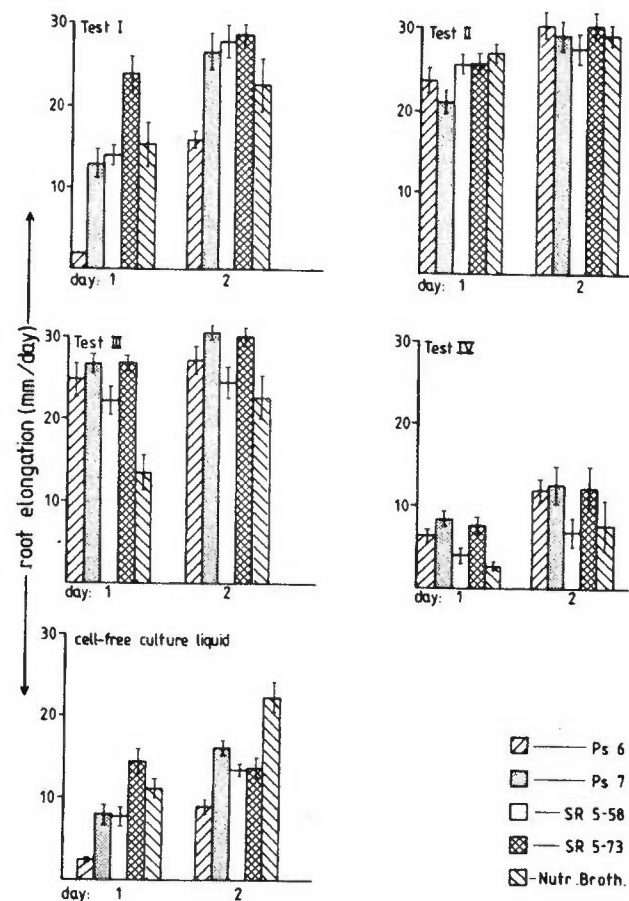 Test I
30
20
10
day: 1 2
Test II
30
20
10
day: 1 2
root elongation (mm/day)
Test III
30
20
10
day: 1 2
Test IV
30
20
10
day: 1 2
cell-free culture liquid
30
20
10
day: 1 2
Ps 6
Ps 7
SR 5-58
SR 5-73
Nutr.Broth.